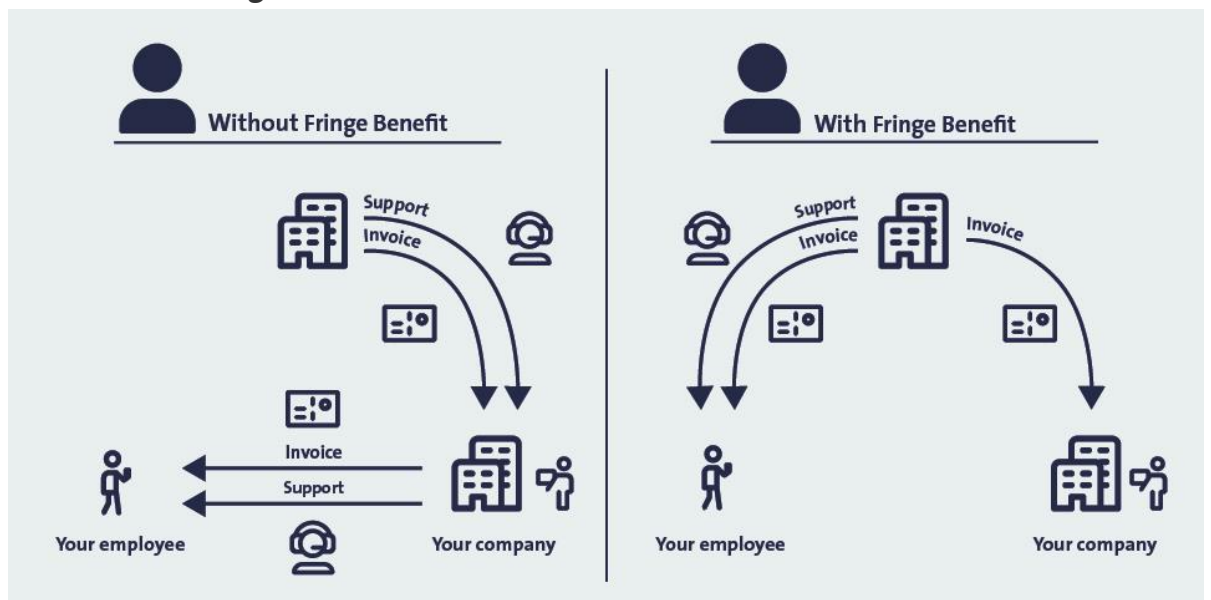 Without Fringe Benefit
Support
Invoice
Invoice
Support
Your employee
Your company
With Fringe Benefit
Support
Invoice
Invoice
Your employee
Your company